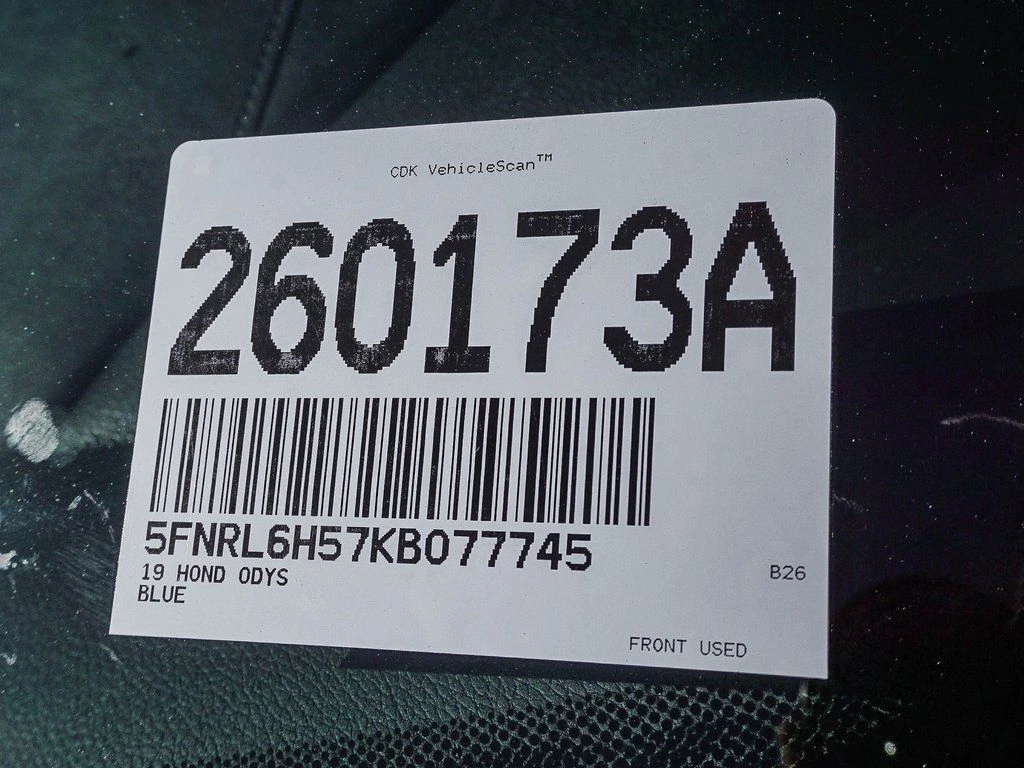 CDK VehicleScan™
260173A
5FNRL6H57KB077745
19 HOND ODYS
B26
BLUE
FRONT USED